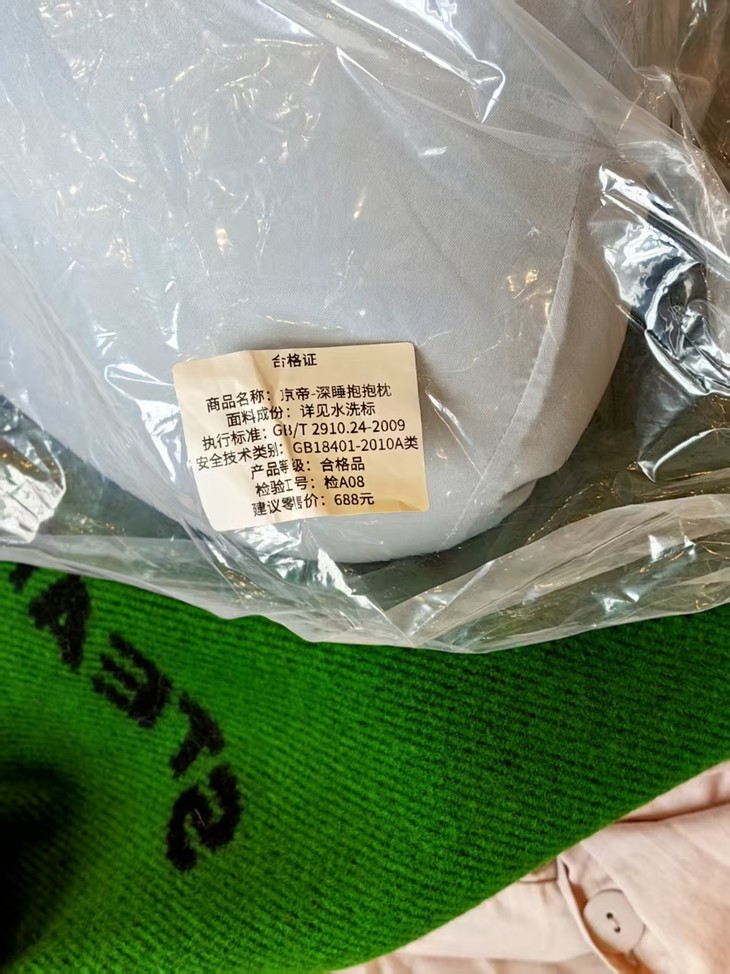 合格证
商品名称：京帝-深睡抱抱枕
面料成份：详见水洗标
执行标准：GB/T 2910.24-2009
安全技术类别：GB18401-2010A类
产品等级：合格品
检验工号：检A08
建议零售价：688元
STEA